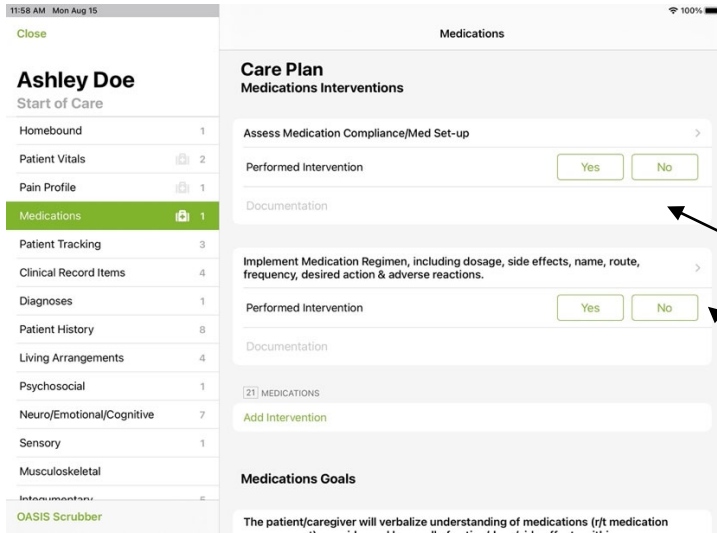 11:58 AM Mon Aug 15
100%
Close
Medications
Ashley Doe
Start of Care
Homebound 1
Patient Vitals 2
Pain Profile 1
Medications 1
Patient Tracking 3
Clinical Record Items 4
Diagnoses 1
Patient History 8
Living Arrangements 4
Psychosocial 1
Neuro/Emotional/Cognitive 7
Sensory 1
Musculoskeletal
Integumentary
OASIS Scrubber
Care Plan
Medications Interventions
Assess Medication Compliance/Med Set-up
Performed Intervention Yes No
Documentation
Implement Medication Regimen, including dosage, side effects, name, route,
frequency, desired action & adverse reactions.
Performed Intervention Yes No
Documentation
21 MEDICATIONS
Add Intervention
Medications Goals
The patient/caregiver will verbalize understanding of medications (r/t medication